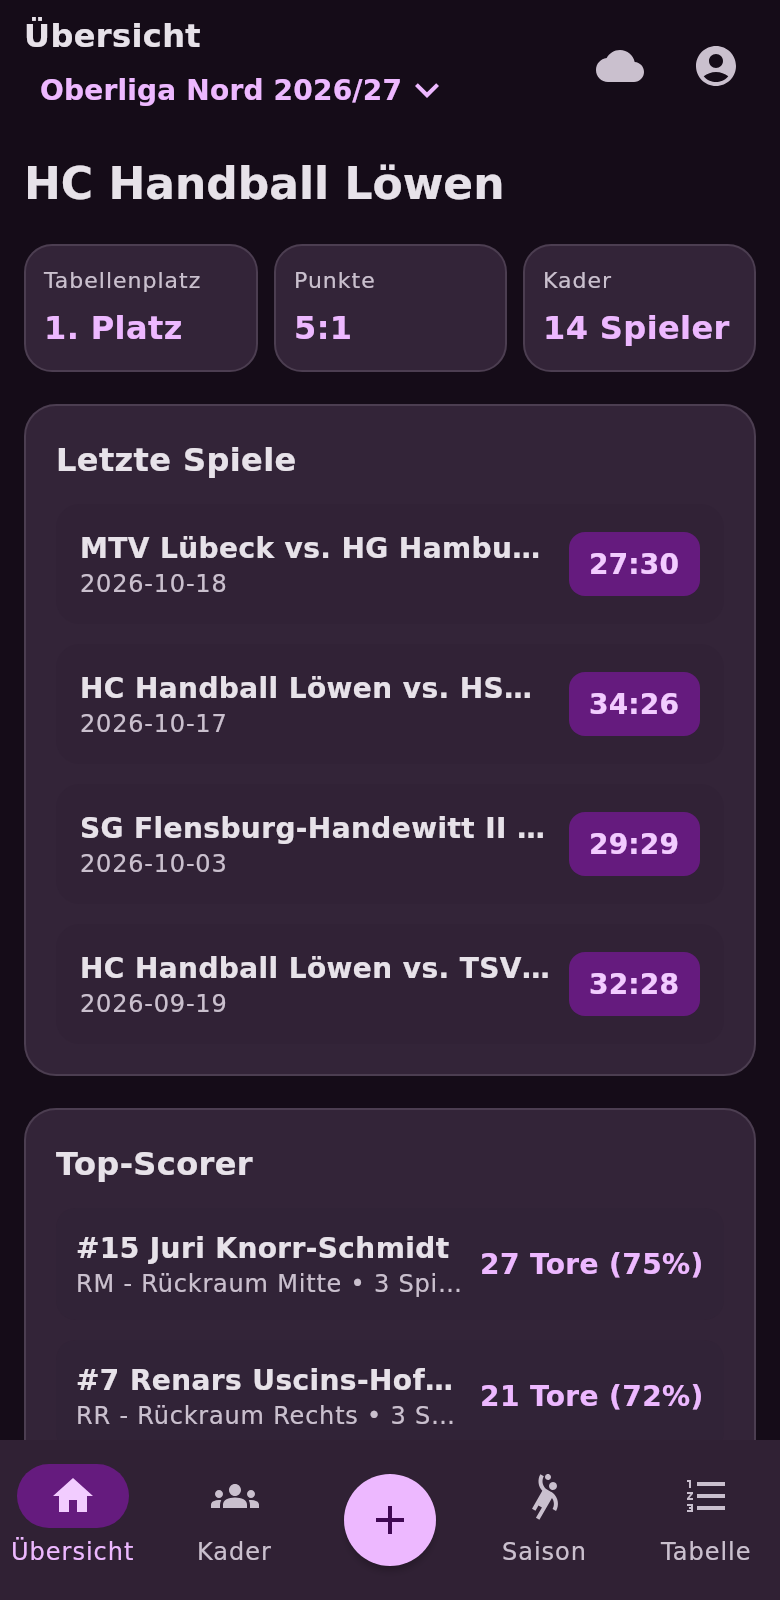 Übersicht
Oberliga Nord 2026/27
HC Handball Löwen
Tabellenplatz
1. Platz
Punkte
5:1
Kader
14 Spieler
Letzte Spiele
MTV Lübeck vs. HG Hambu...
2026-10-18
27:30
HC Handball Löwen vs. HS...
2026-10-17
34:26
SG Flensburg-Handewitt II ...
2026-10-03
29:29
HC Handball Löwen vs. TSV...
2026-09-19
32:28
Top-Scorer
#15 Juri Knorr-Schmidt
RM - Rückraum Mitte • 3 Spi...
27 Tore (75%)
#7 Renars Uscins-Hof...
RR - Rückraum Rechts • 3 S...
21 Tore (72%)
Übersicht
Kader
Saison
Tabelle